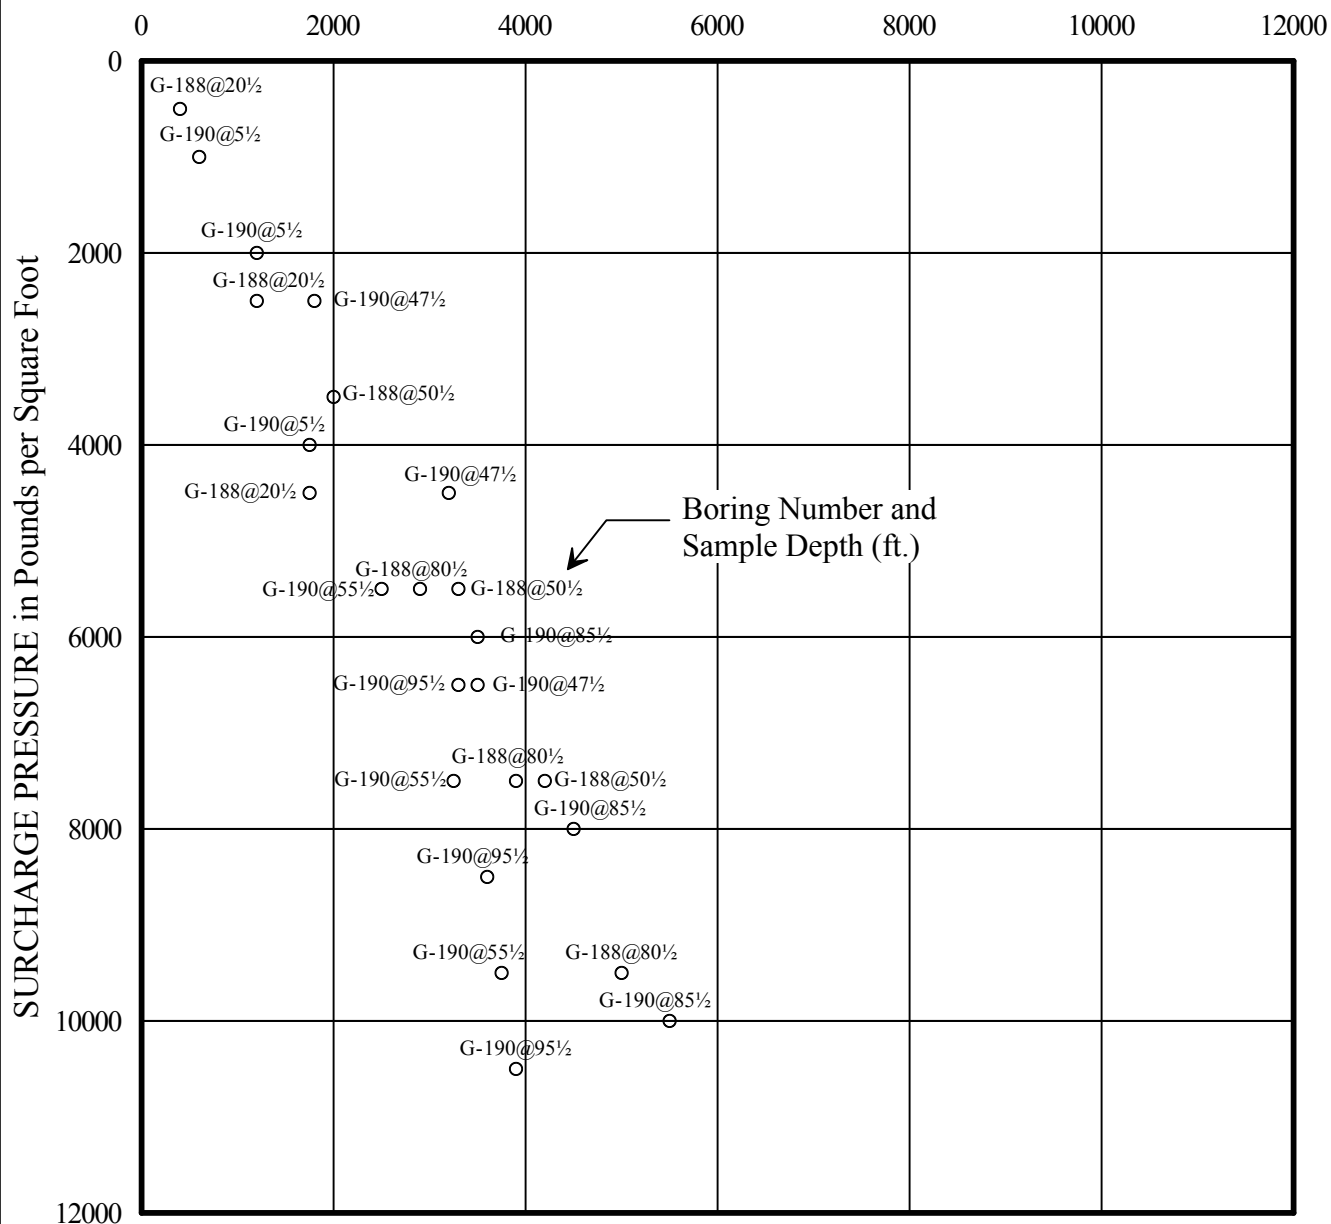 0 2000 4000 6000 8000 10000 12000
0
G-188@20½
G-190@5½
G-190@5½
2000
G-188@20½
G-190@47½
G-188@50½
G-190@5½
4000
G-190@47½
G-188@20½
Boring Number and
Sample Depth (ft.)
G-188@80½
G-190@55½ G-188@50½
6000 G-190@85½
G-190@95½ G-190@47½
G-188@80½
G-190@55½ G-188@50½
G-190@85½
8000
G-190@95½
G-190@55½ G-188@80½
G-190@85½
10000
G-190@95½
12000
SURCHARGE PRESSURE in Pounds per Square Foot